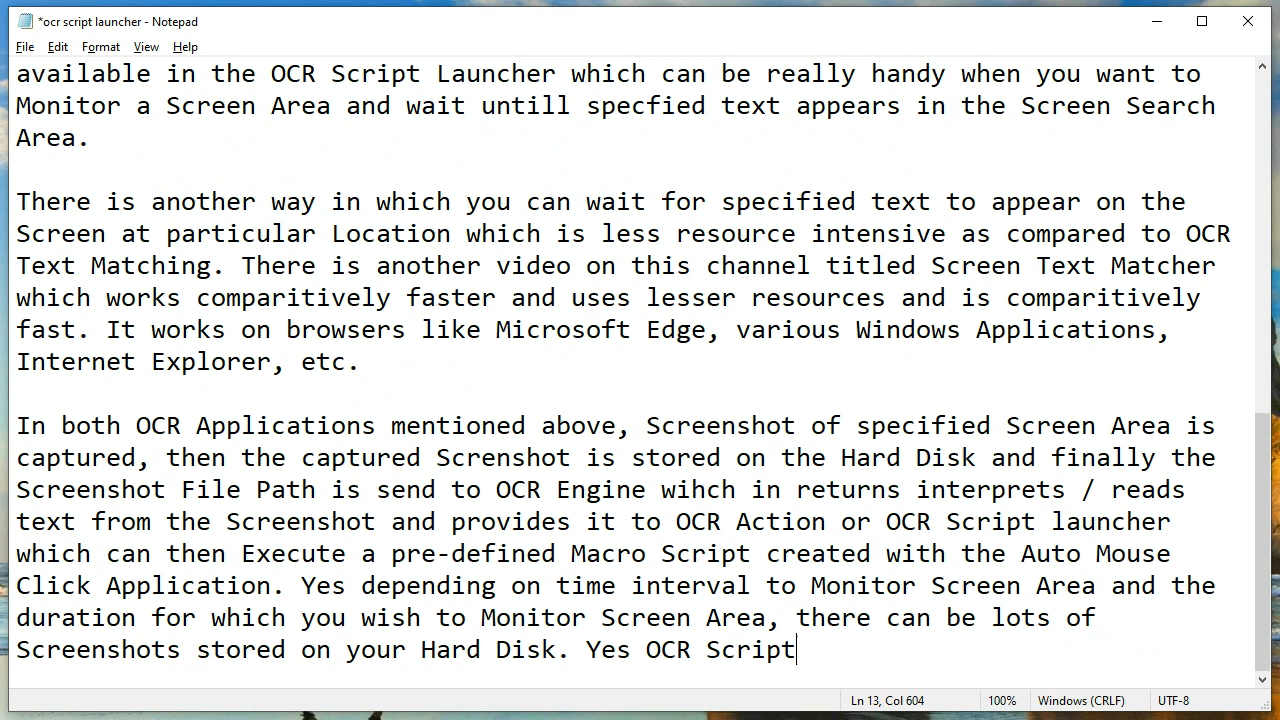 *ocr script launcher - Notepad
File Edit Format View Help
available in the OCR Script Launcher which can be really handy when you want to
Monitor a Screen Area and wait untill specfied text appears in the Screen Search
Area.
There is another way in which you can wait for specified text to appear on the
Screen at particular Location which is less resource intensive as compared to OCR
Text Matching. There is another video on this channel titled Screen Text Matcher
which works comparitively faster and uses lesser resources and is comparitively
fast. It works on browsers like Microsoft Edge, various Windows Applications,
Internet Explorer, etc.
In both OCR Applications mentioned above, Screenshot of specified Screen Area is
captured, then the captured Screnshot is stored on the Hard Disk and finally the
Screenshot File Path is send to OCR Engine wihch in returns interprets / reads
text from the Screenshot and provides it to OCR Action or OCR Script launcher
which can then Execute a pre-defined Macro Script created with the Auto Mouse
Click Application. Yes depending on time interval to Monitor Screen Area and the
duration for which you wish to Monitor Screen Area, there can be lots of
Screenshots stored on your Hard Disk. Yes OCR Script
Ln 13, Col 604 100% Windows (CRLF) UTF-8